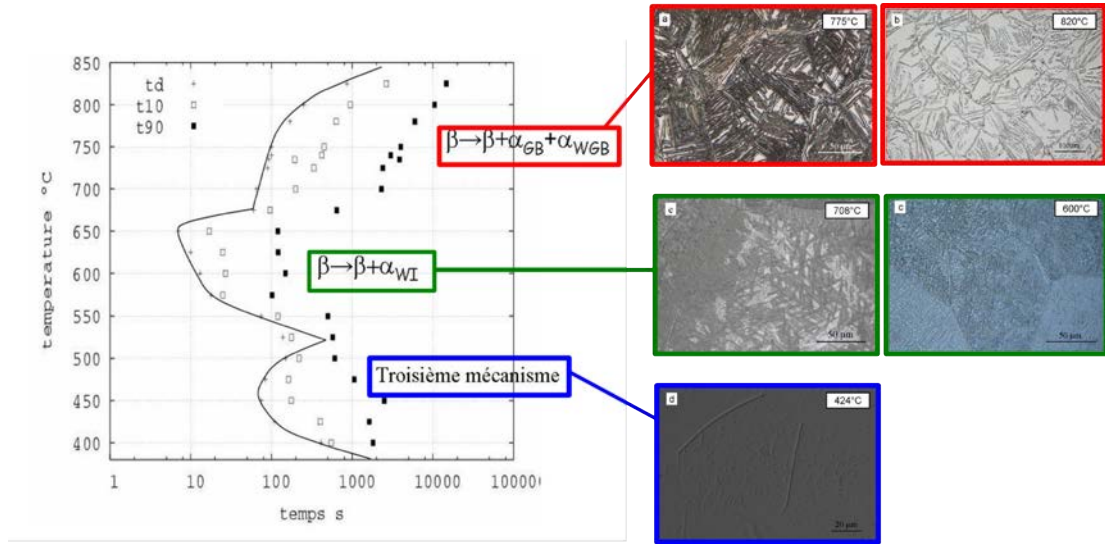 850
800
750
700
650
600
550
500
450
400
temperature °C
td
t10
t90
1
10
100
1000
10000
100000
temps s
β→β+αGB+αWGB
β→β+αWI
Troisième mécanisme
a
775°C
50 µm
b
820°C
c
708°C
50 µm
c
600°C
50 µm
d
424°C
20 µm